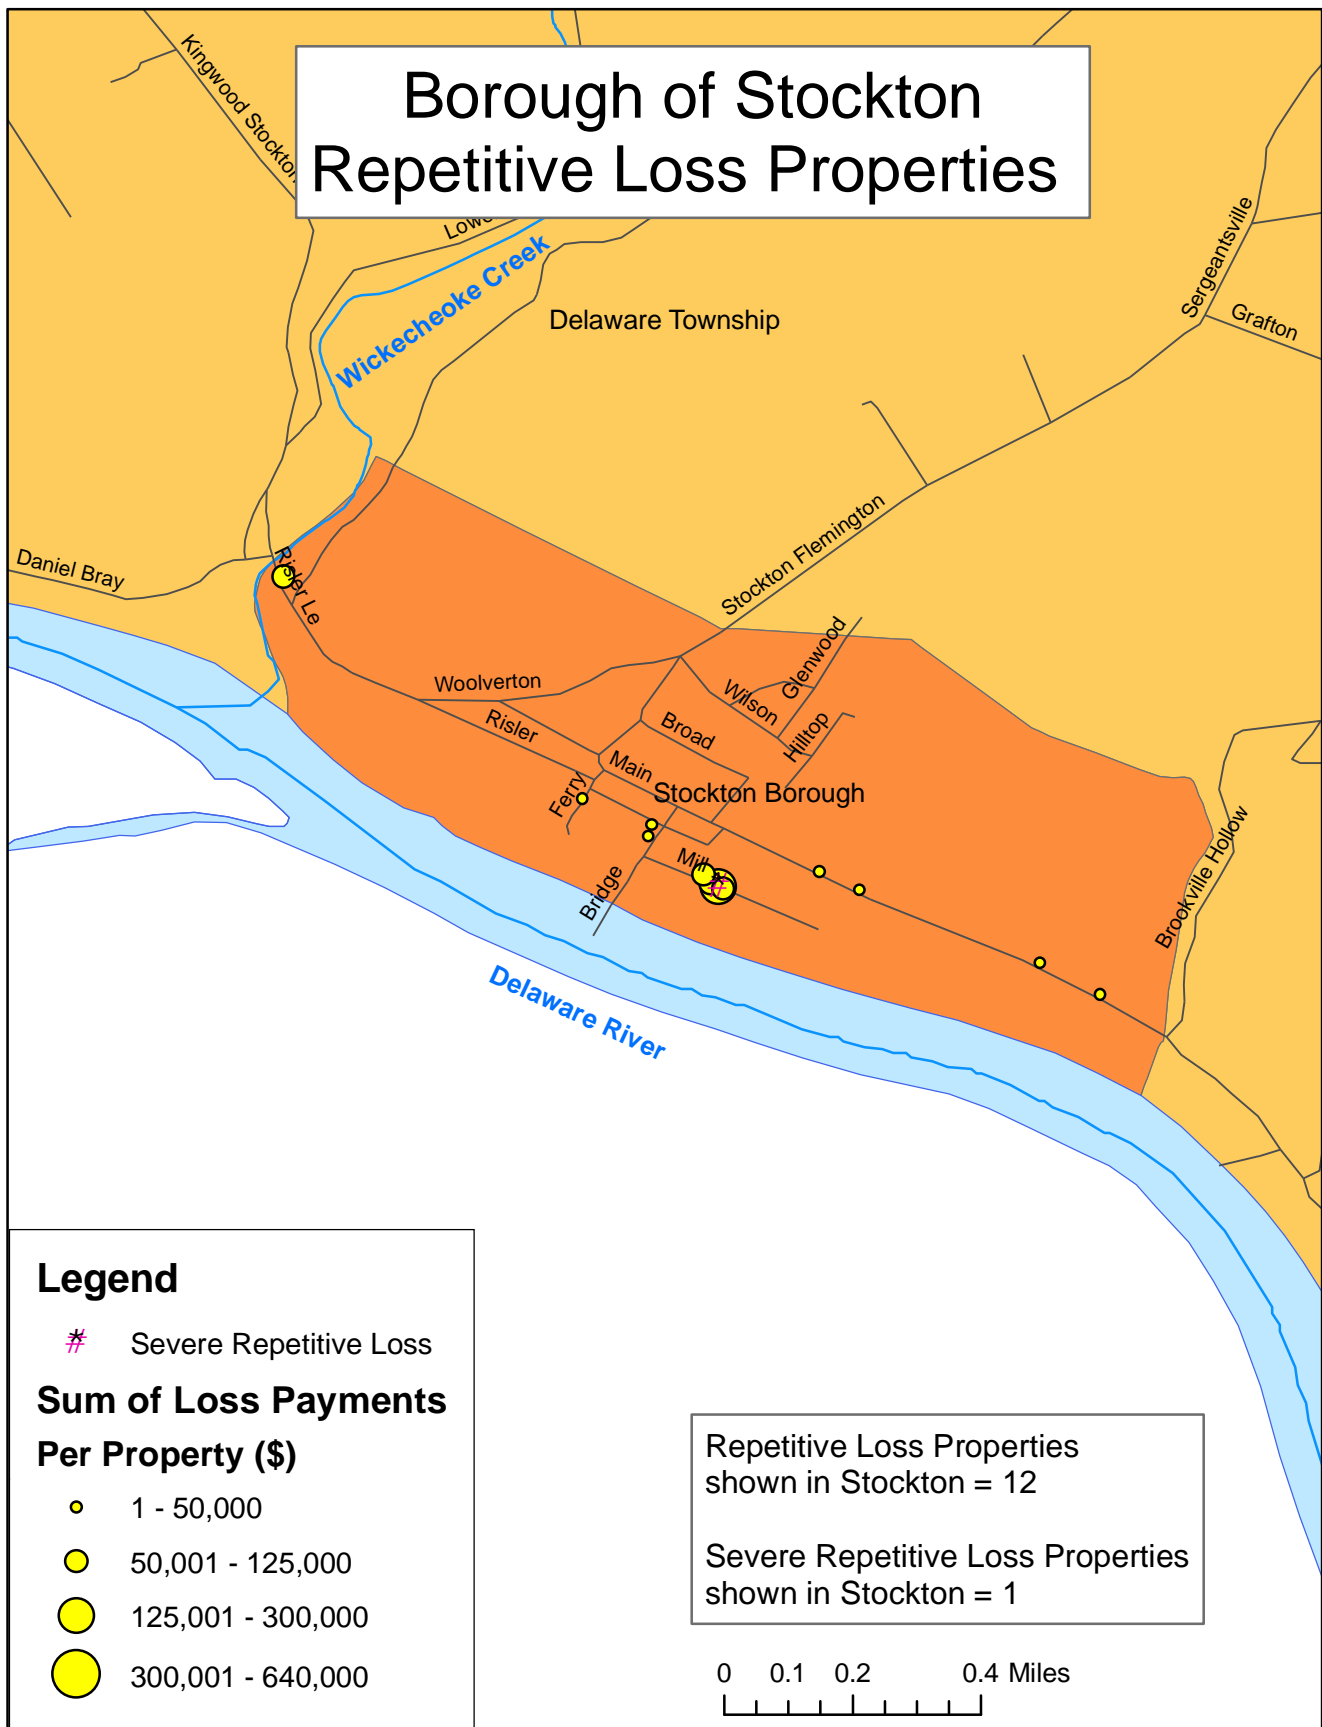 Borough of Stockton
Repetitive Loss Properties
Kingwood Stockton
Wickecheoke Creek
Delaware Township
Sergeantsville
Grafton
Daniel Bray
Risler Le
Stockton Flemington
Glenwood
Wilson
Hilltop
Woolverton
Risler
Broad
Main
Ferry
Stockton Borough
Mill
Bridge
Brookville Hollow
Delaware River
Legend
# Severe Repetitive Loss
Sum of Loss Payments
Per Property ($)
1 - 50,000
50,001 - 125,000
125,001 - 300,000
300,001 - 640,000
Repetitive Loss Properties
shown in Stockton = 12
Severe Repetitive Loss Properties
shown in Stockton = 1
0 0.1 0.2 0.4 Miles